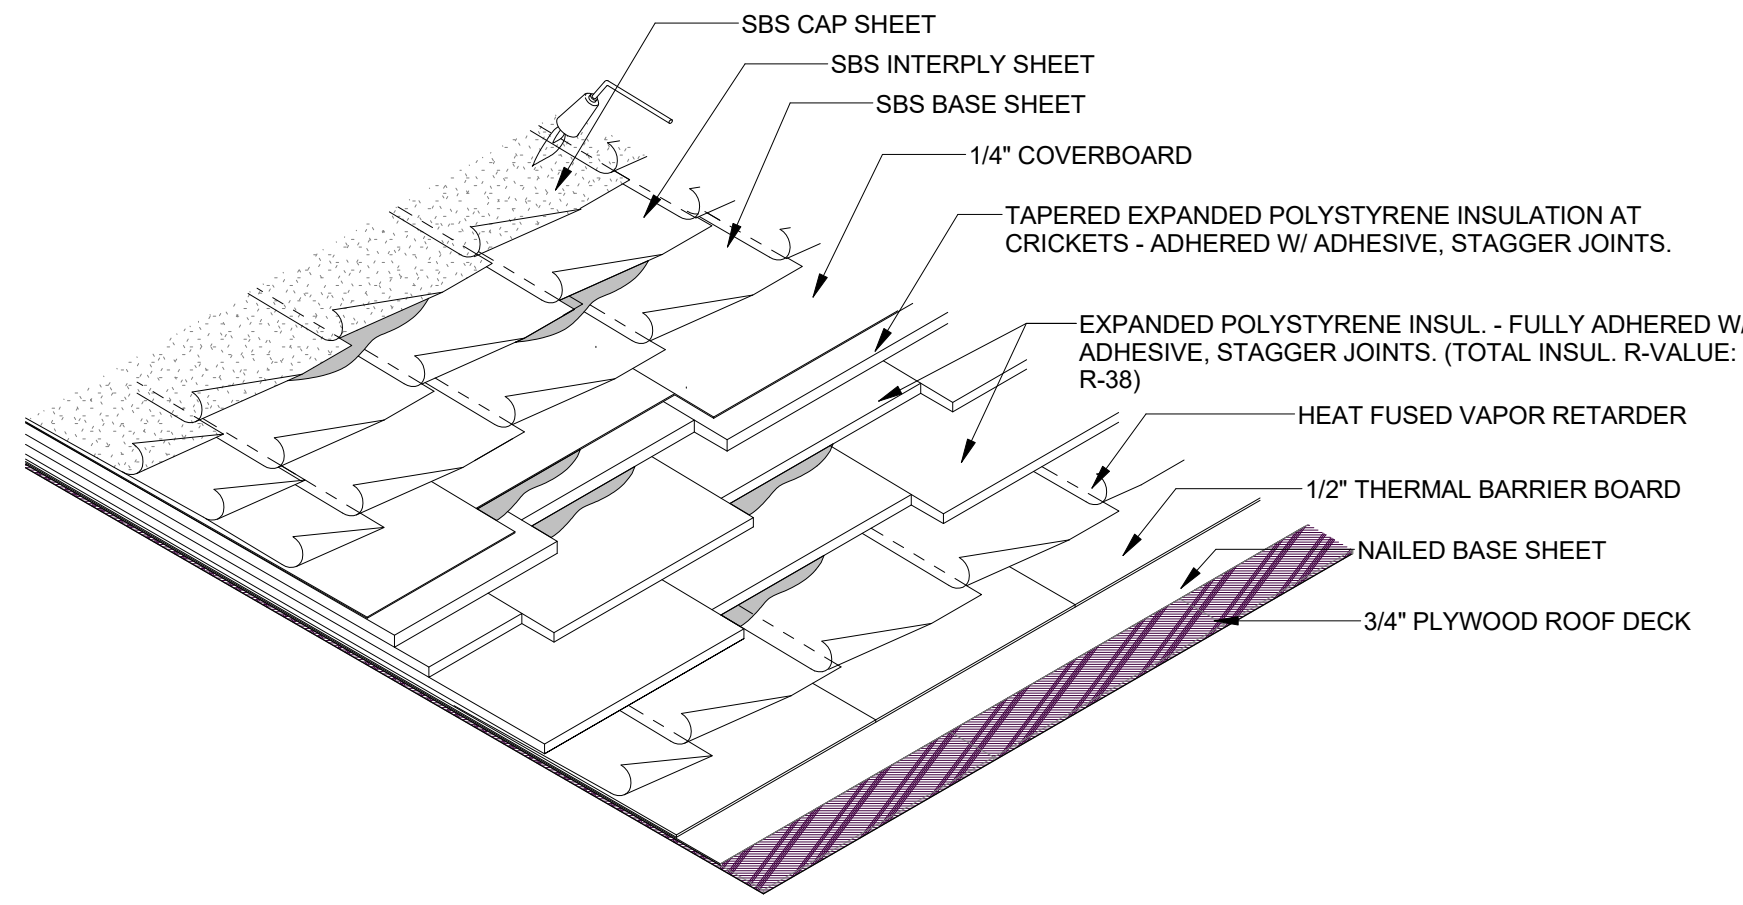 SBS CAP SHEET
SBS INTERPLY SHEET
SBS BASE SHEET
1/4" COVERBOARD
TAPERED EXPANDED POLYSTYRENE INSULATION AT
CRICKETS - ADHERED W/ ADHESIVE, STAGGER JOINTS.
EXPANDED POLYSTYRENE INSUL. - FULLY ADHERED W/
ADHESIVE, STAGGER JOINTS. (TOTAL INSUL. R-VALUE:
R-38)
HEAT FUSED VAPOR RETARDER
1/2" THERMAL BARRIER BOARD
NAILED BASE SHEET
3/4" PLYWOOD ROOF DECK